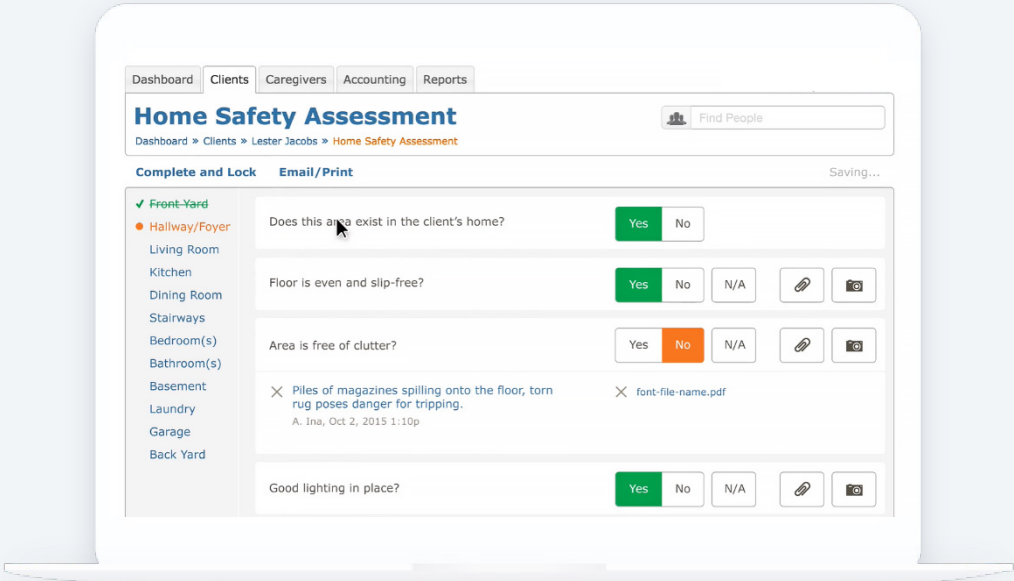 Dashboard Clients Caregivers Accounting Reports
Home Safety Assessment
Find People
Dashboard » Clients » Lester Jacobs » Home Safety Assessment
Complete and Lock Email/Print Saving...
Front Yard
Hallway/Foyer
Living Room
Kitchen
Dining Room
Stairways
Bedroom(s)
Bathroom(s)
Basement
Laundry
Garage
Back Yard
Does this area exist in the client's home? Yes No
Floor is even and slip-free? Yes No N/A
Area is free of clutter? Yes No N/A
Piles of magazines spilling onto the floor, torn
rug poses danger for tripping.
A. Ina, Oct 2, 2015 1:10p
font-file-name.pdf
Good lighting in place? Yes No N/A